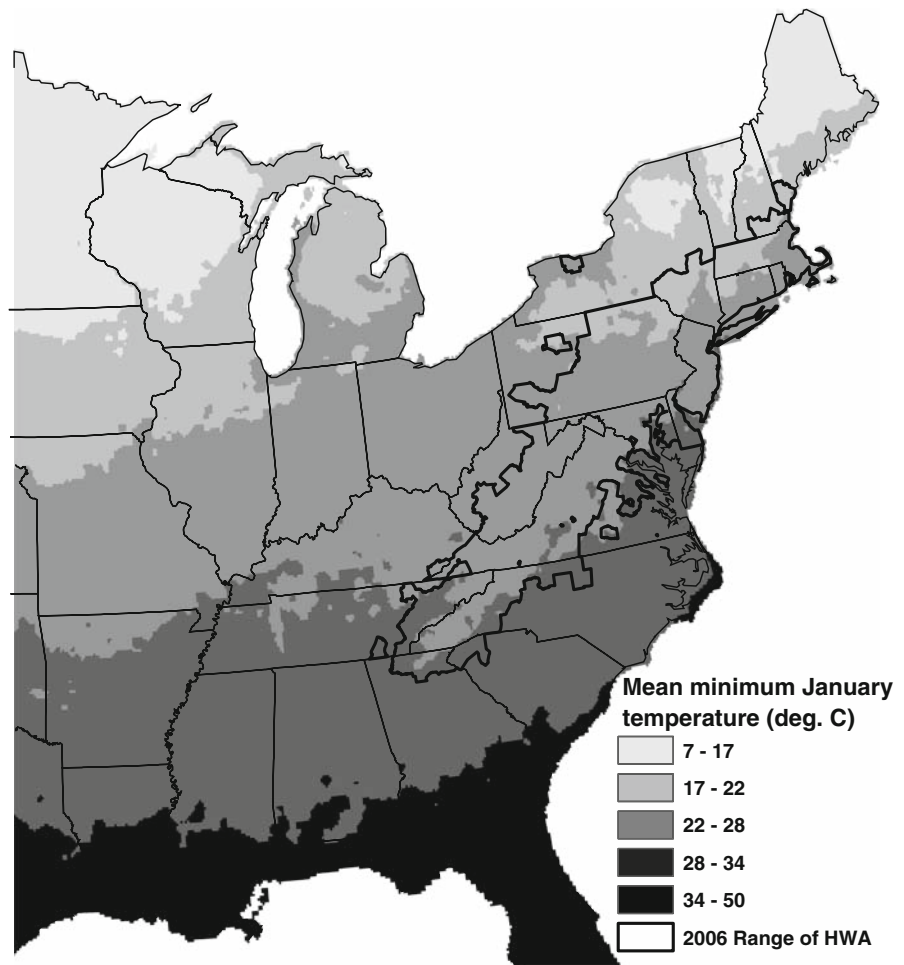 Mean minimum January
temperature (deg. C)
7 - 17
17 - 22
22 - 28
28 - 34
34 - 50
2006 Range of HWA